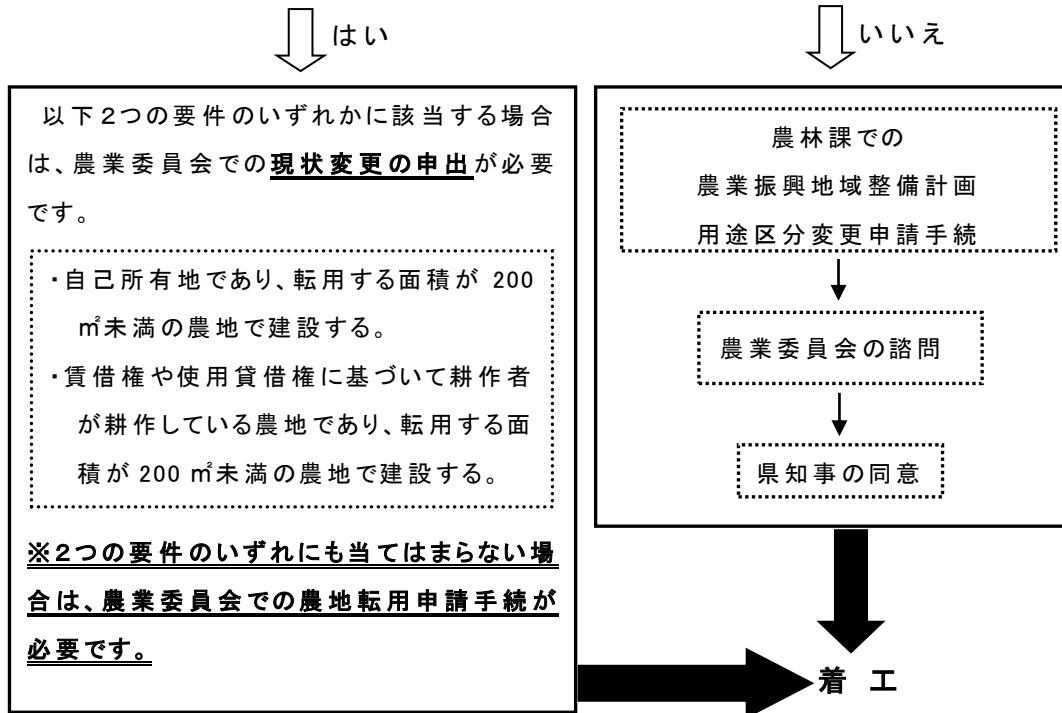 はい
いいえ
以下2つの要件のいずれかに該当する場合
は、農業委員会での現状変更の申出が必要
です。
・自己所有地であり、転用する面積が 200
㎡未満の農地で建設する。
・賃借権や使用貸借権に基づいて耕作者
が耕作している農地であり、転用する面
積が 200 ㎡未満の農地で建設する。
※2つの要件のいずれにも当てはまらない場
合は、農業委員会での農地転用申請手続が
必要です。
農林課での
農業振興地域整備計画
用途区分変更申請手続
農業委員会の諮問
県知事の同意
着 工